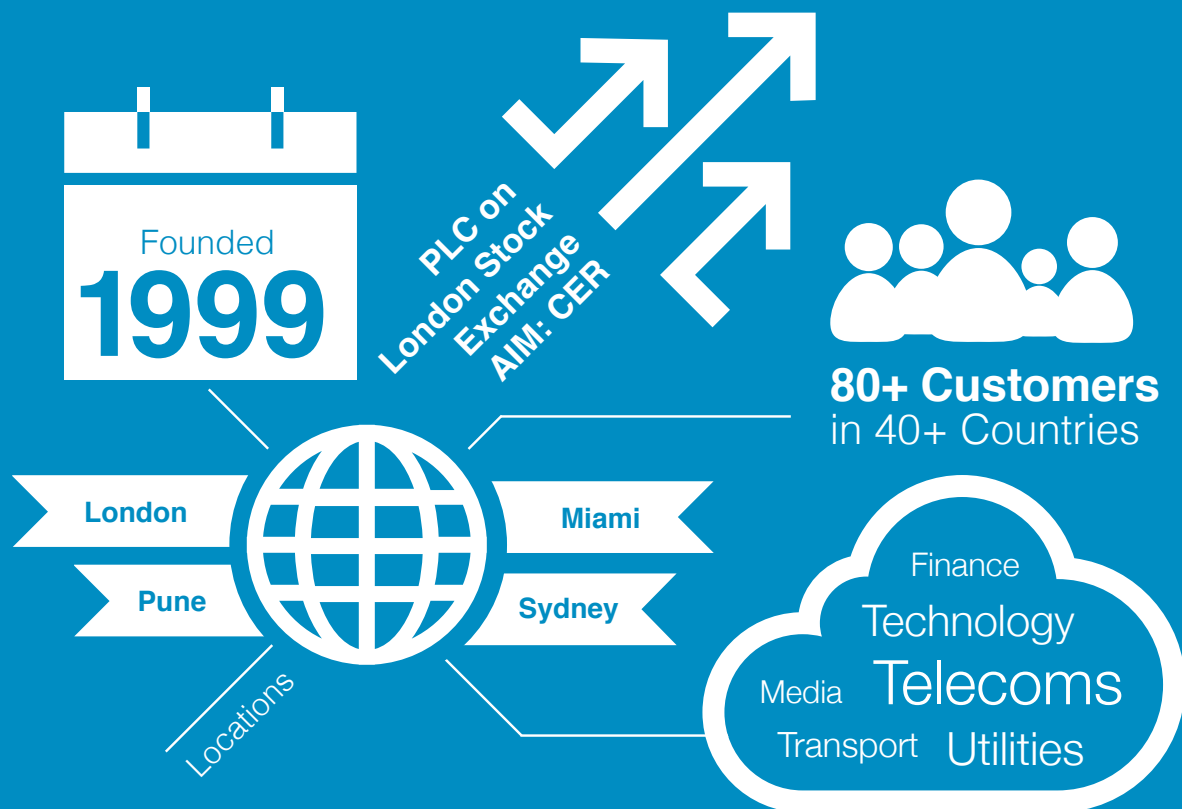 Founded
1999
PLC on
London Stock
Exchange
AIM: CER
80+ Customers
in 40+ Countries
London
Miami
Pune
Sydney
Locations
Finance
Technology
Media Telecoms
Transport Utilities